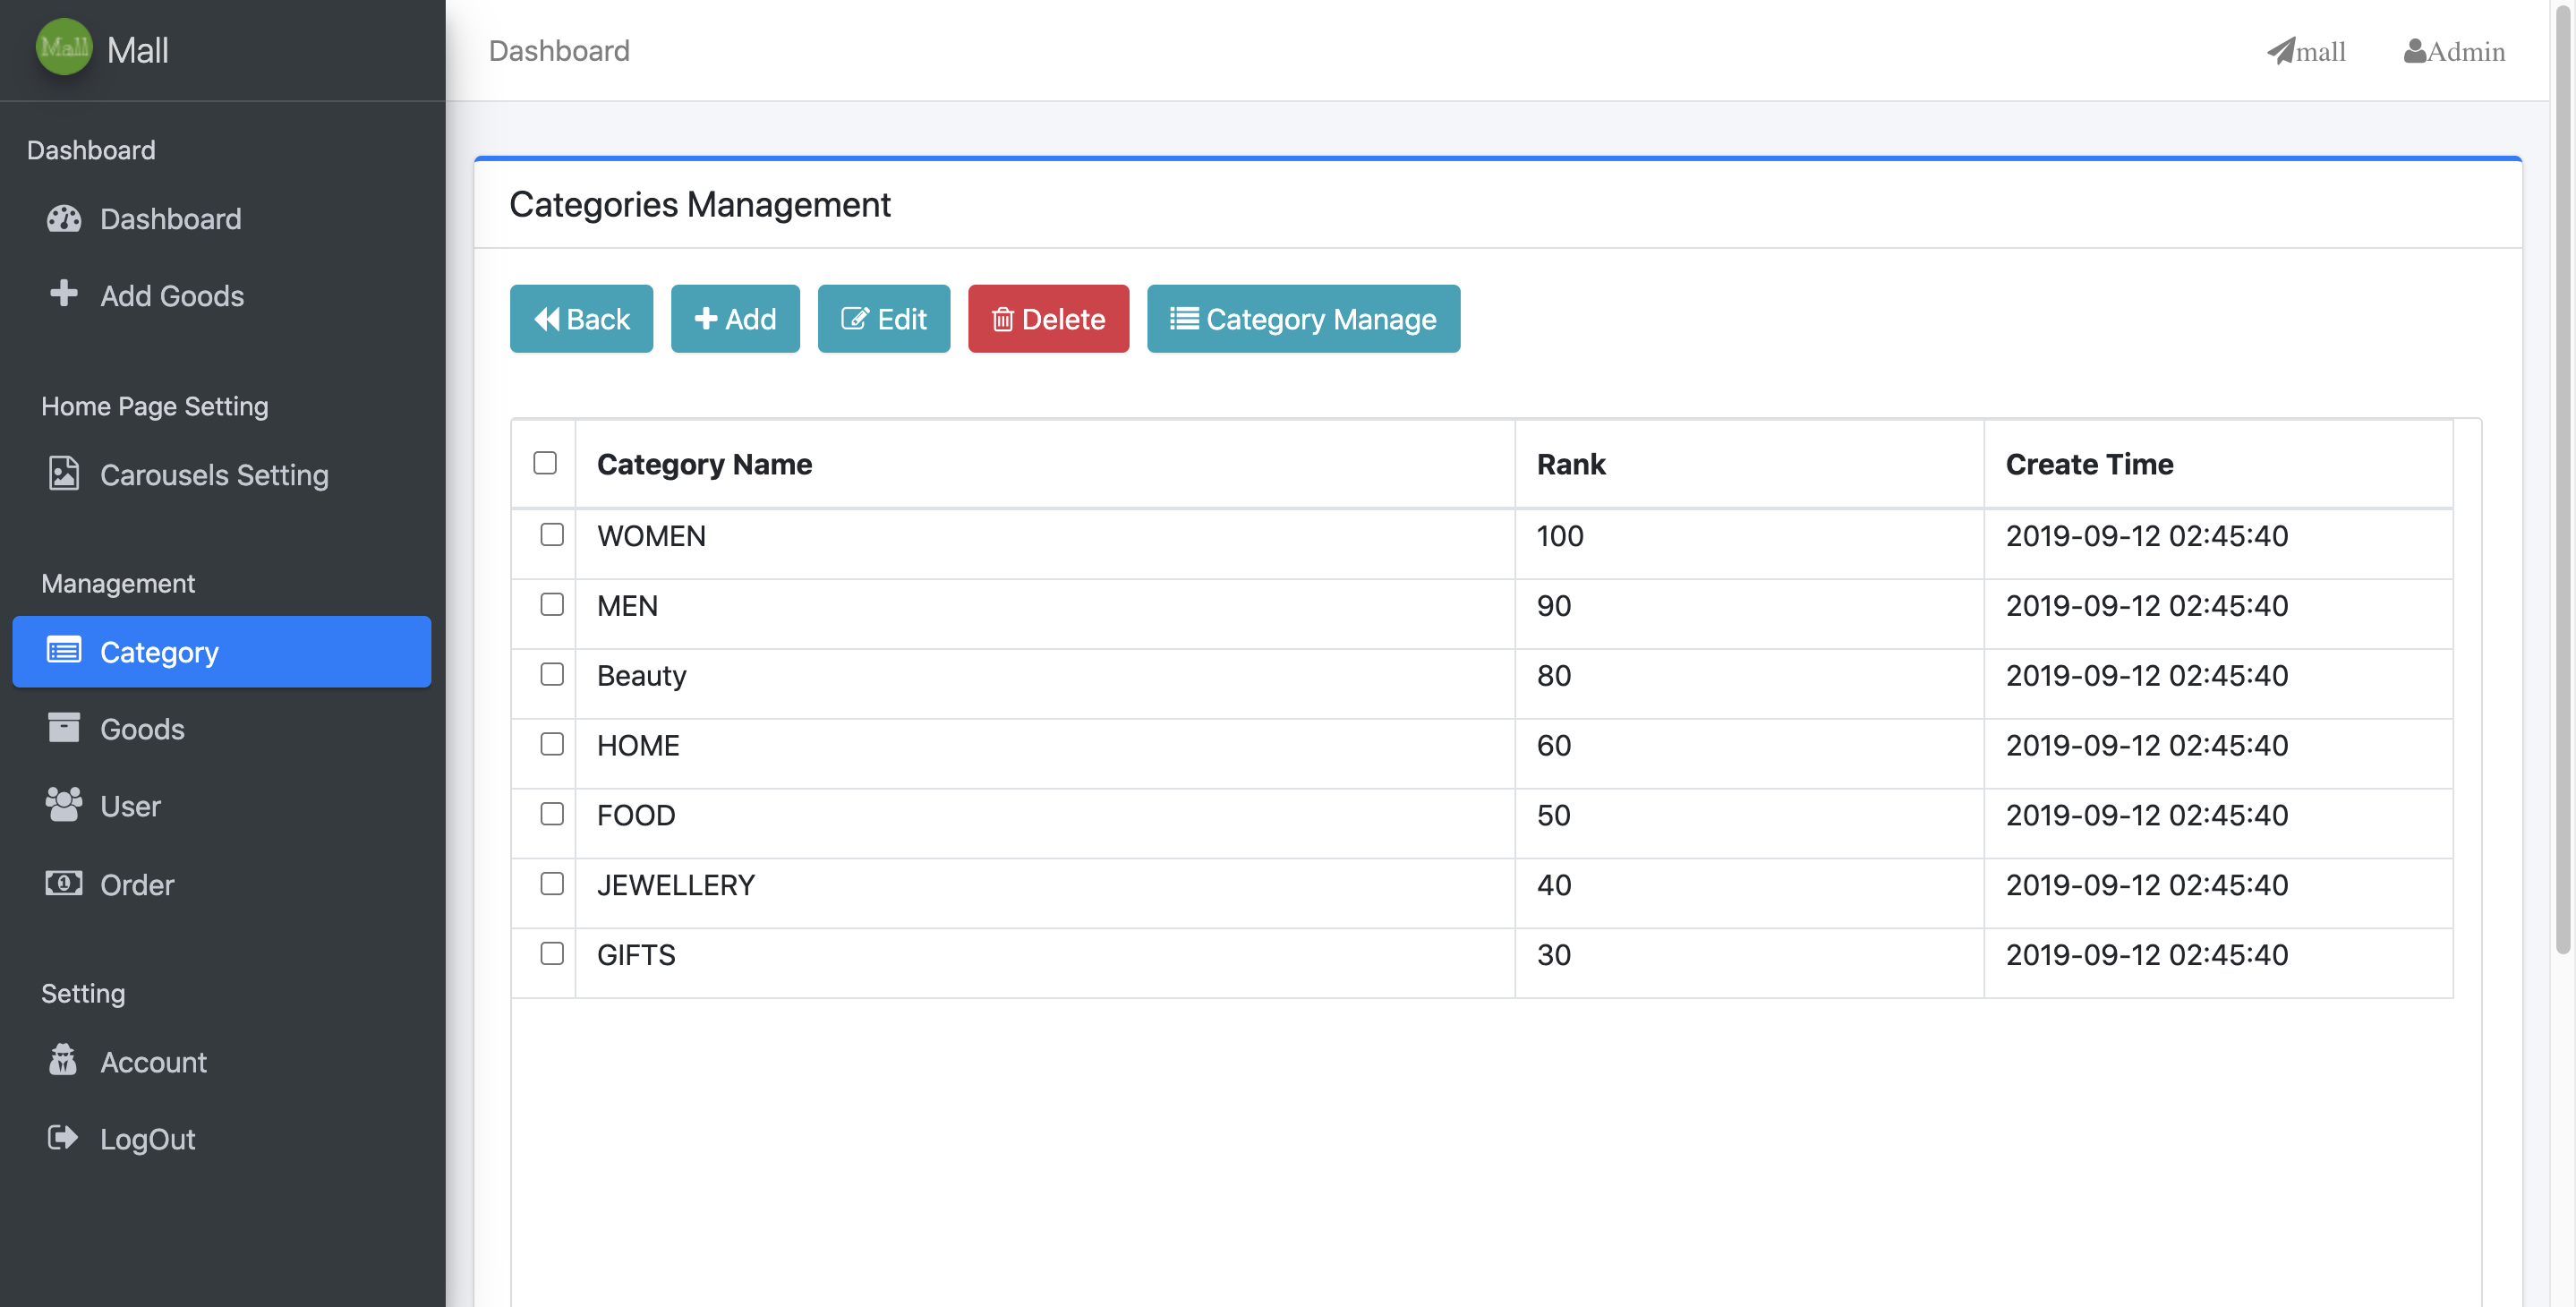 Mall Mall
Dashboard
mall
Admin
Dashboard
Dashboard
Add Goods
Home Page Setting
Carousels Setting
Management
Category
Goods
User
Order
Setting
Account
LogOut
Categories Management
Back Add Edit Delete Category Manage
Category Name Rank Create Time
WOMEN 100 2019-09-12 02:45:40
MEN 90 2019-09-12 02:45:40
Beauty 80 2019-09-12 02:45:40
HOME 60 2019-09-12 02:45:40
FOOD 50 2019-09-12 02:45:40
JEWELLERY 40 2019-09-12 02:45:40
GIFTS 30 2019-09-12 02:45:40